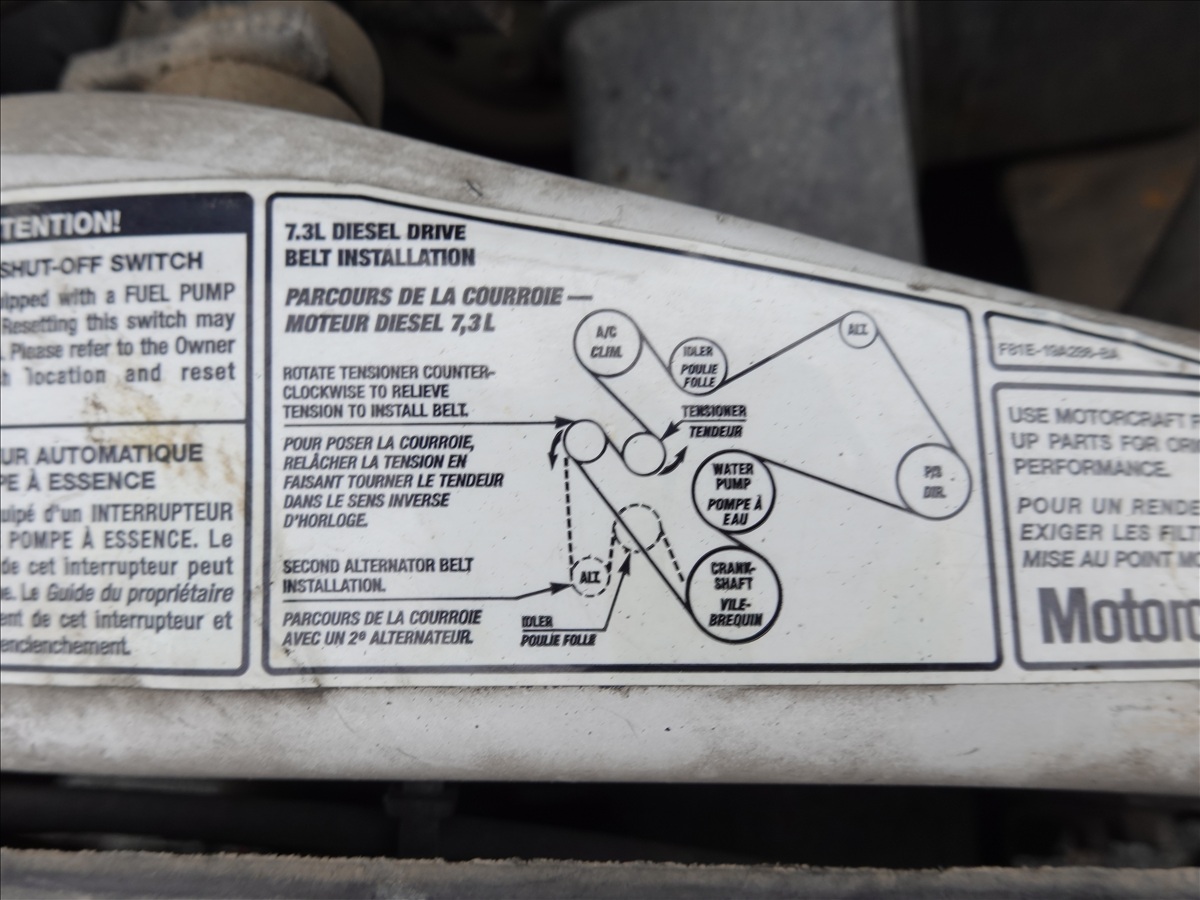 TENTION!
SHUT-OFF SWITCH
with a FUEL PUMP
Resetting this switch may
. Please refer to the Owner
location and reset
UR AUTOMATIQUE
PE À ESSENCE
d'un INTERRUPTEUR
POMPE À ESSENCE. Le
de cet interrupteur peut
Le Guide du propriétaire
de cet interrupteur et
7.3L DIESEL DRIVE
BELT INSTALLATION
PARCOURS DE LA COURROIE —
MOTEUR DIESEL 7,3 L
ROTATE TENSIONER COUNTER-
CLOCKWISE TO RELIEVE
TENSION TO INSTALL BELT.
POUR POSER LA COURROIE,
RELÂCHER LA TENSION EN
FAISANT TOURNER LE TENDEUR
DANS LE SENS INVERSE
D'HORLOGE.
SECOND ALTERNATOR BELT
INSTALLATION.
PARCOURS DE LA COURROIE
AVEC UN 2e ALTERNATEUR.
A/C
CLIM.
IDLER
POULIE
FOLLE
ALT.
TENSIONER
TENDEUR
WATER
PUMP
POMPE À
EAU
P/S
DIR.
ALT.
IDLER
POULIE FOLLE
CRANK-
SHAFT
VILE-
BREQUIN
USE MOTORCRAFT
UP PARTS FOR
PERFORMANCE.
POUR UN RENDE
EXIGER LES FILT
MISE AU POINT MO
Motor